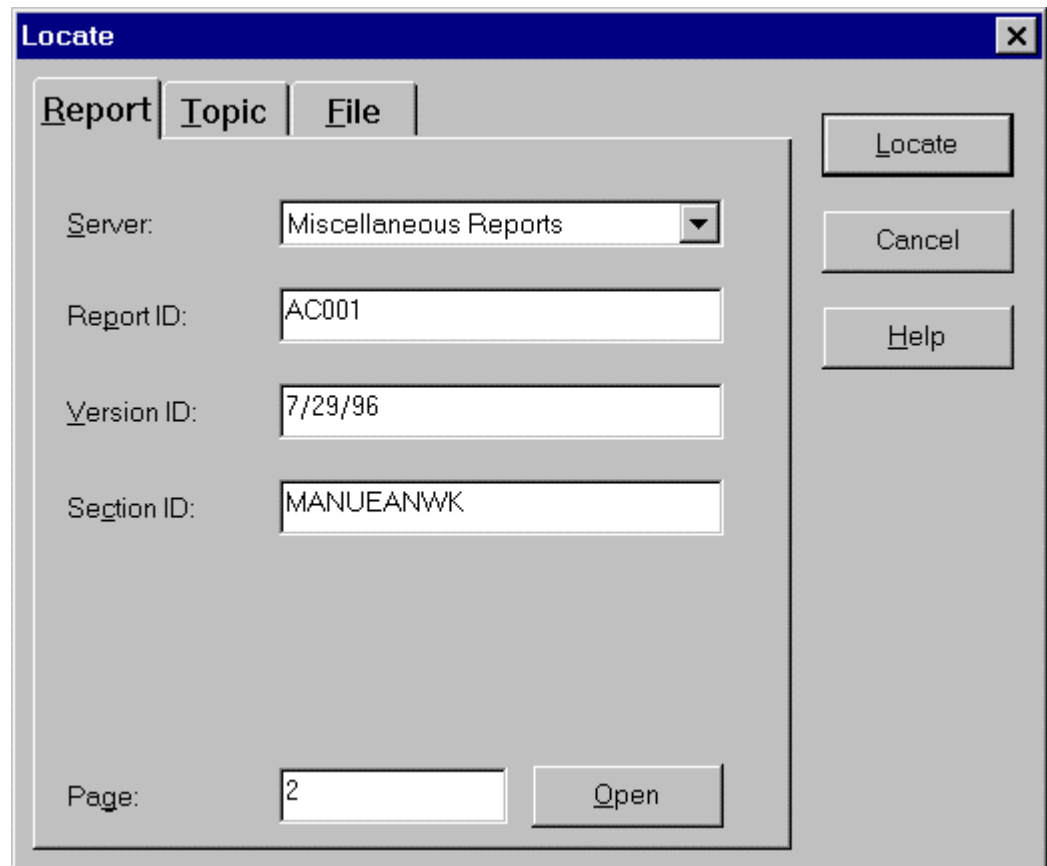 Locate
Report Topic File
Locate
Server: Miscellaneous Reports
Cancel
Report ID: AC001
Help
Version ID: 7/29/96
Section ID: MANUEANWK
Page: 2 Open